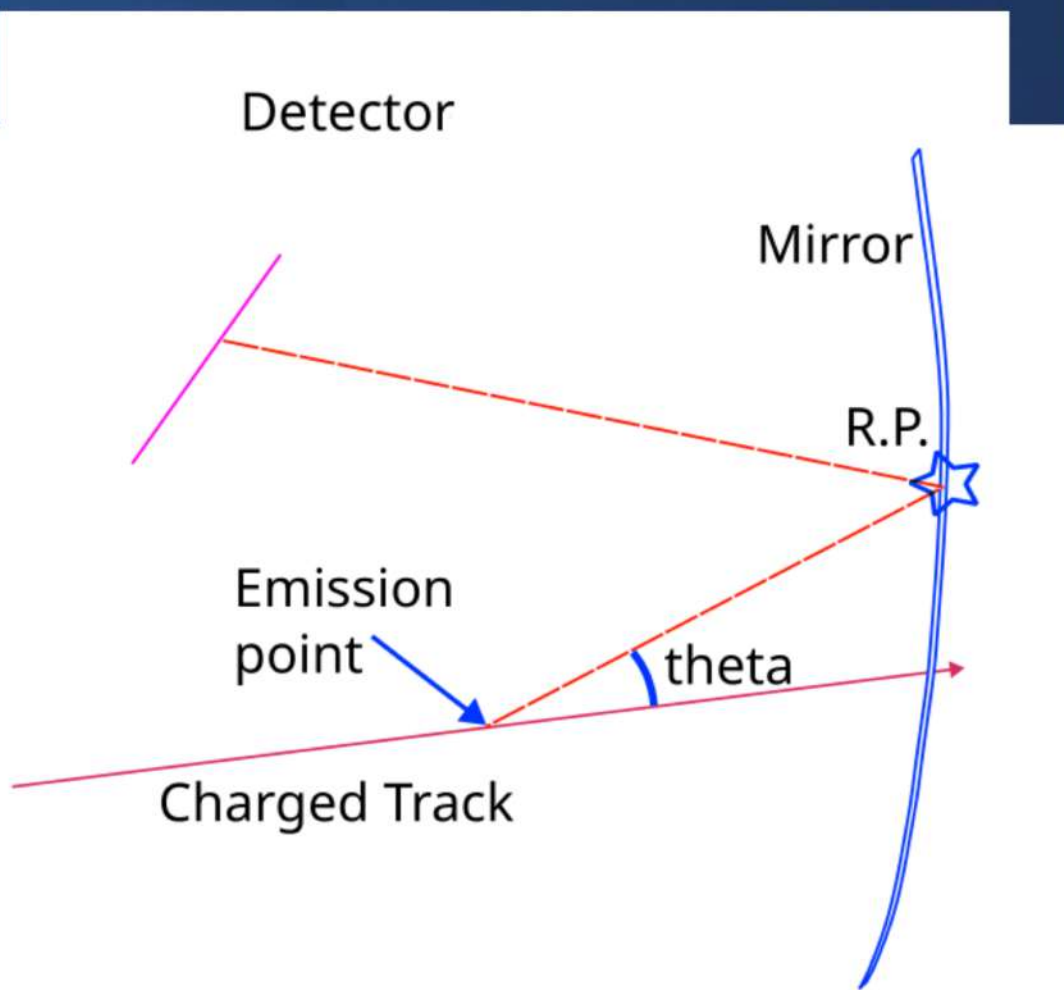 Detector
Mirror
R.P.
Emission
point
theta
Charged Track